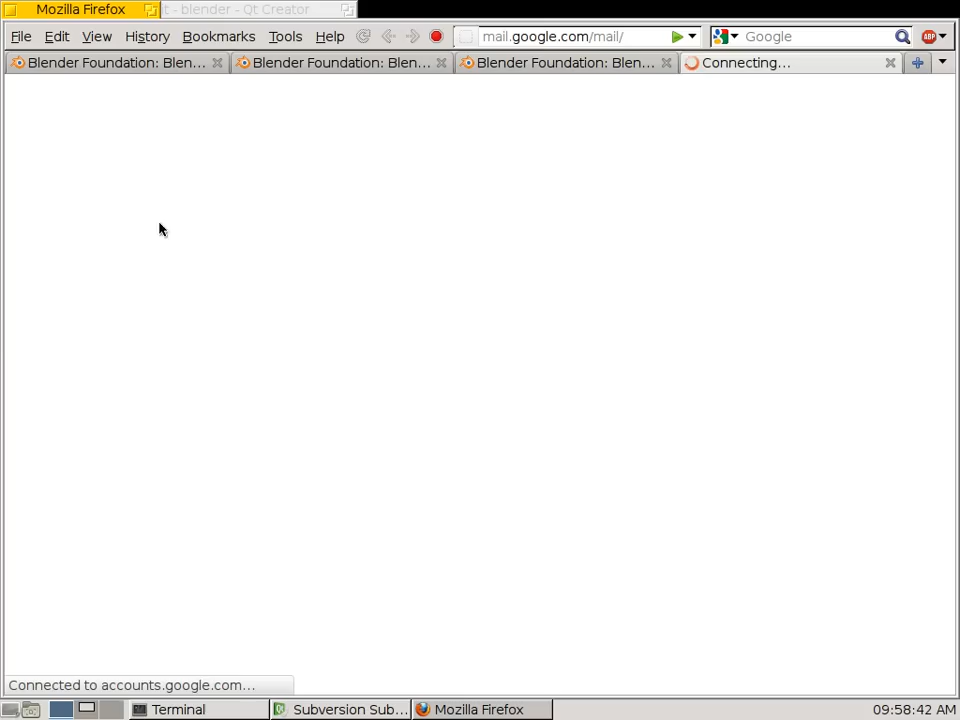 Mozilla Firefox
t - blender - Qt Creator
File Edit View History Bookmarks Tools Help mail.google.com/mail/ Google ABP
Blender Foundation: Blen... Blender Foundation: Blen... Blender Foundation: Blen... Connecting...
Connected to accounts.google.com...
Terminal Subversion Sub... Mozilla Firefox 09:58:42 AM